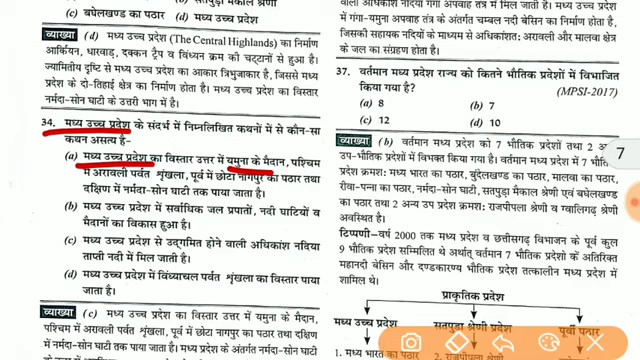 (c) बघेलखण्ड का पठार (d) मध्य उच्च प्रदेश
व्याख्या (d) मध्य उच्च प्रदेश (The Central Highlands) का निर्माण
आर्कियन, धारवाड़, दक्कन ट्रैप व विंध्यन क्रम की चट्टानों से हुआ है।
ज्यामितीय दृष्टि से मध्य उच्च प्रदेश का आकार त्रिभुजाकार है, जिससे मध्य
प्रदेश के दो-तिहाई क्षेत्र का निर्माण होता है। मध्य प्रदेश का विस्तार
नर्मदा-सोन घाटी के उत्तरी भाग में है।
34. मध्य उच्च प्रदेश के संदर्भ में निम्नलिखित कथनों में से कौन-सा
कथन असत्य है-
(a) मध्य उच्च प्रदेश का विस्तार उत्तर में यमुना के मैदान, पश्चिम
में अरावली पर्वत शृंखला, पूर्व में छोटा नागपुर का पठार तथा
दक्षिण में नर्मदा-सोन घाटी तक पाया जाता है।
(b) मध्य उच्च प्रदेश में सर्वाधिक जल प्रपातों, नदी घाटियों व
मैदानों का विकास हुआ है।
(c) मध्य उच्च प्रदेश से उद्गमित होने वाली अधिकांश नदिया
ताप्ती नदी में मिल जाती है।
(d) मध्य उच्च प्रदेश में विंध्याचल पर्वत शृंखला का विस्तार पाया
जाता है।
व्याख्या (c) मध्य उच्च प्रदेश का विस्तार उत्तर में यमुना के मैदान,
पश्चिम में अरावली पर्वत शृंखला, पूर्व में छोटा नागपुर का पठार तथा दक्षिण
में नर्मदा-सोन घाटी तक पाया जाता है। मध्य प्रदेश के अंतर्गत नर्मदा-सोन घाटी
वाली अधिकांश नदियाँ गंगा अपवाह तंत्र में मिल जाती है।
में गंगा-यमुना अपवाह तंत्र के अंतर्गत चम्बल नदी बेसिन का निर्माण होता है,
जिसकी सहायक नदियों के माध्यम से अधिकांशत: अरावली और मालवा क्षेत्र
के जल का संग्रहण होता है।
37. वर्तमान मध्य प्रदेश राज्य को कितने भौतिक प्रदेशों में विभाजित
किया गया है? (MPSI-2017)
(a) 8 (b) 7
(c) 12 (d) 10
व्याख्या (b) वर्तमान मध्य प्रदेश को 7 भौतिक प्रदेशों तथा 2 अन्य
उप-भौतिक प्रदेशों में विभक्त किया गया है। वर्तमान मध्य प्रदेश में 7 भौतिक
प्रदेश क्रमश: मध्य भारत का पठार, बुंदेलखण्ड का पठार, मालवा का पठार,
रीवा-पन्ना का पठार, नर्मदा-सोन घाटी, सतपुड़ा मैकाल श्रेणी एवं बघेलखण्ड
का पठार तथा 2 अन्य उप प्रदेश क्रमश: राजपीपला श्रेणी व ग्वालिगढ़ श्रेणी
अवस्थित है।
टिप्पणी- वर्ष 2000 तक मध्य प्रदेश व छत्तीसगढ़ विभाजन के पूर्व कुल
9 भौतिक प्रदेश सम्मिलित थे अर्थात् वर्तमान 7 भौतिक प्रदेशों के अतिरिक्त
महानदी बेसिन और दण्डकारण्य भौतिक प्रदेश तत्कालीन मध्य प्रदेश में
शामिल थे।
प्राकृतिक प्रदेश
मध्य उच्च प्रदेश सतपुड़ा श्रेणी प्रदेश पूर्वी पठार
1. मध्य भारत का पठार 1. राजपीपला श्रेणी
7